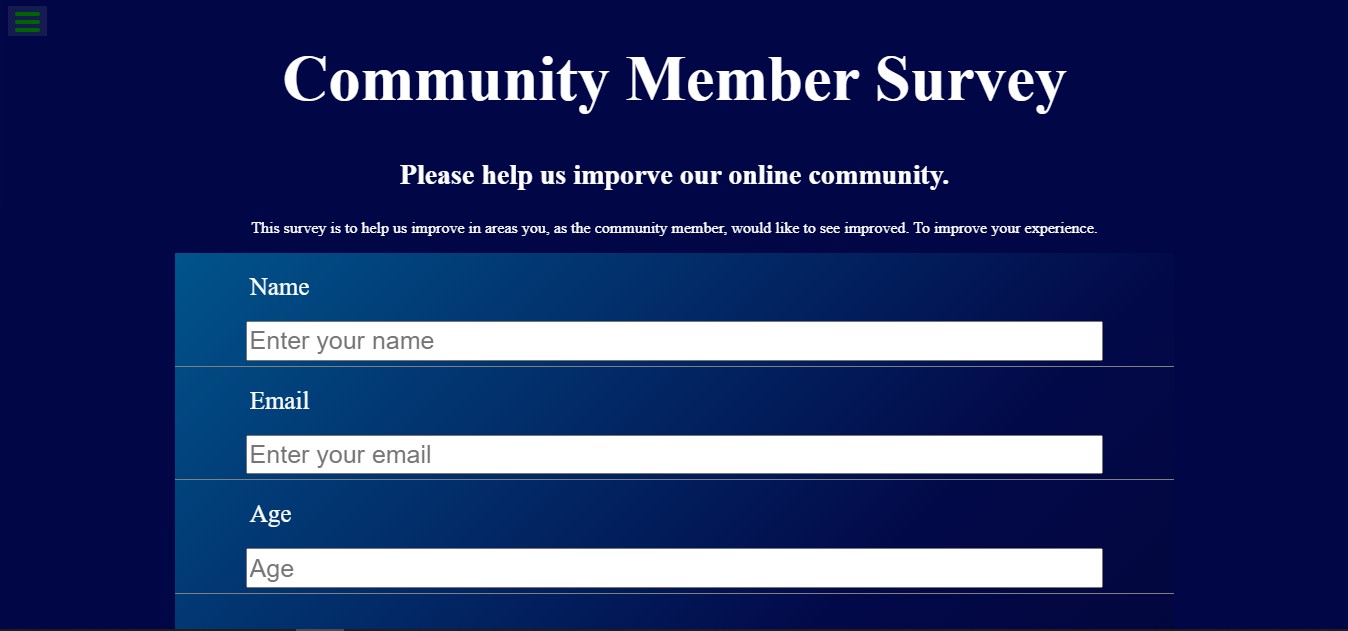 Community Member Survey
Please help us imporve our online community.
This survey is to help us improve in areas you, as the community member, would like to see improved. To improve your experience.
Name
Enter your name
Email
Enter your email
Age
Age